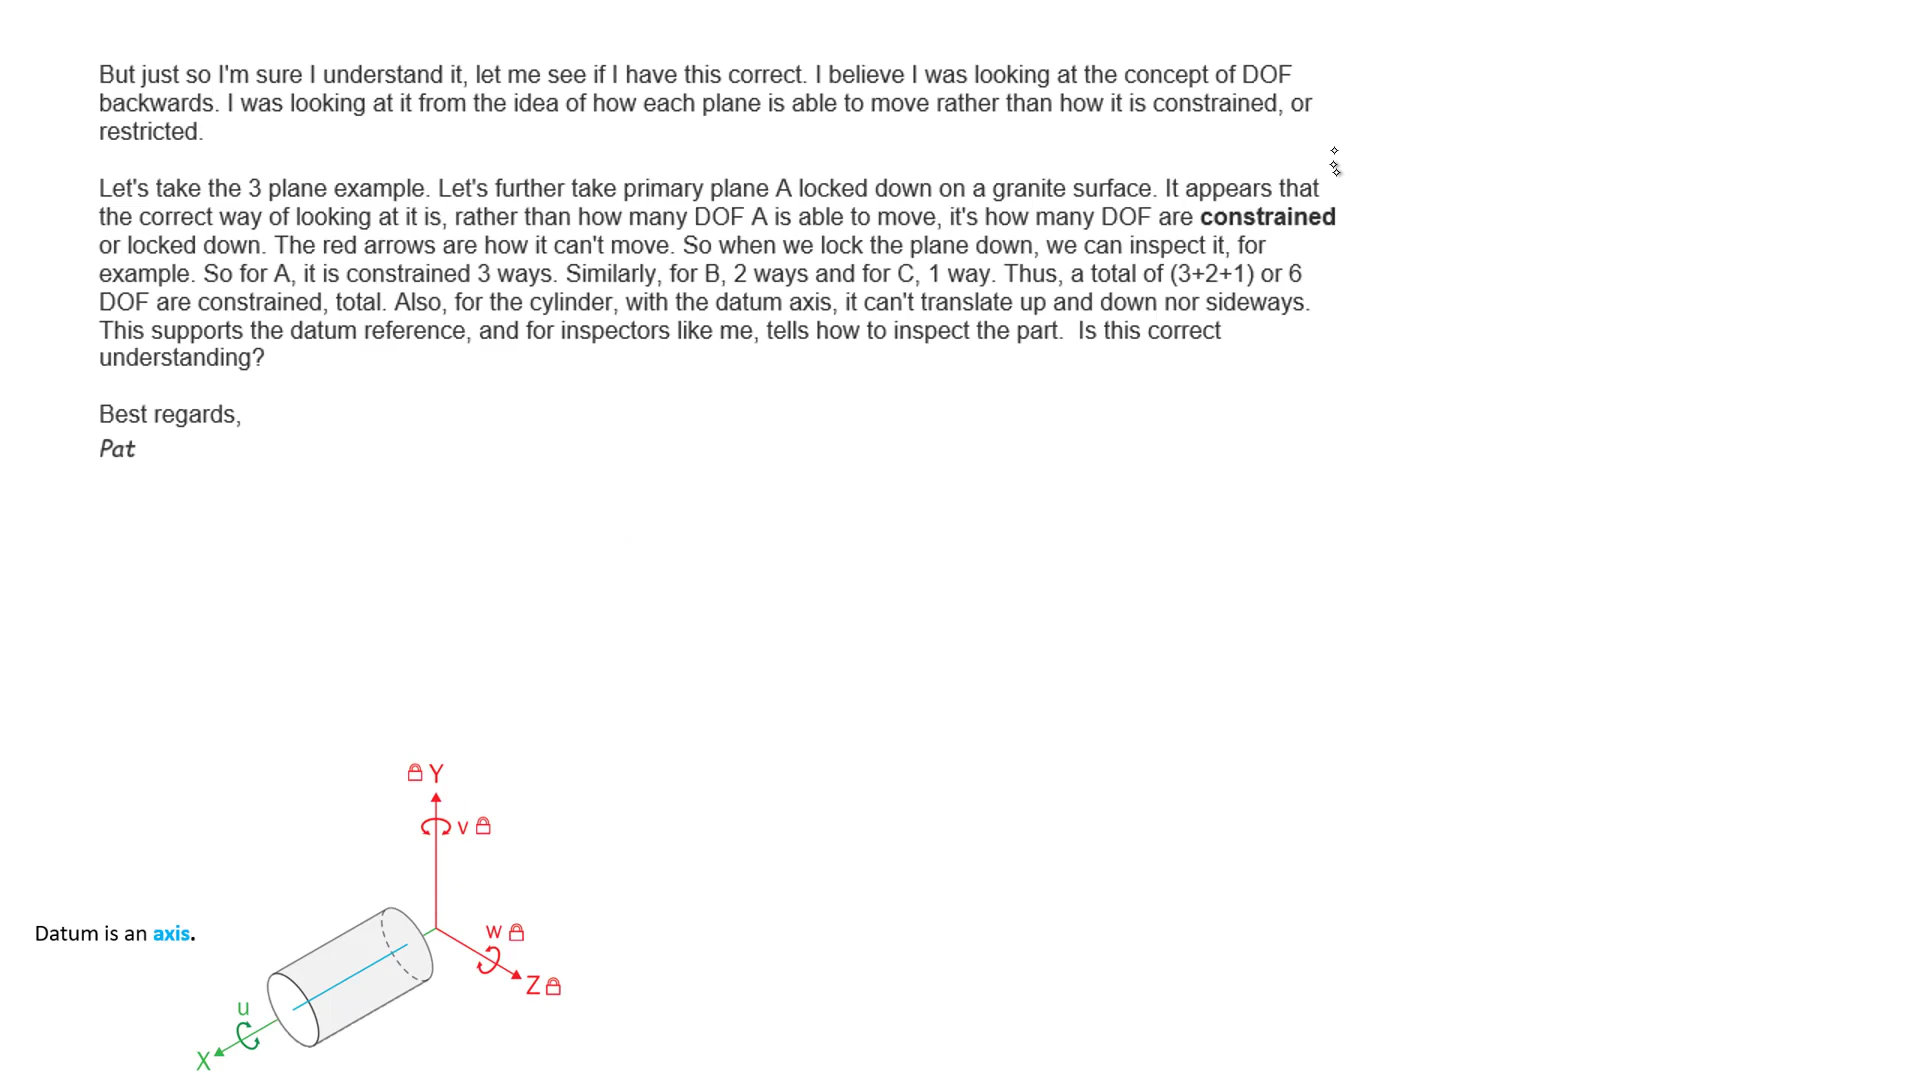 But just so I'm sure I understand it, let me see if I have this correct. I believe I was looking at the concept of DOF
backwards. I was looking at it from the idea of how each plane is able to move rather than how it is constrained, or
restricted.
Let's take the 3 plane example. Let's further take primary plane A locked down on a granite surface. It appears that
the correct way of looking at it is, rather than how many DOF A is able to move, it's how many DOF are constrained
or locked down. The red arrows are how it can't move. So when we lock the plane down, we can inspect it, for
example. So for A, it is constrained 3 ways. Similarly, for B, 2 ways and for C, 1 way. Thus, a total of (3+2+1) or 6
DOF are constrained, total. Also, for the cylinder, with the datum axis, it can't translate up and down nor sideways.
This supports the datum reference, and for inspectors like me, tells how to inspect the part.  Is this correct
understanding?
Best regards,
Pat
Y
v
Datum is an axis.
w
Z
u
X